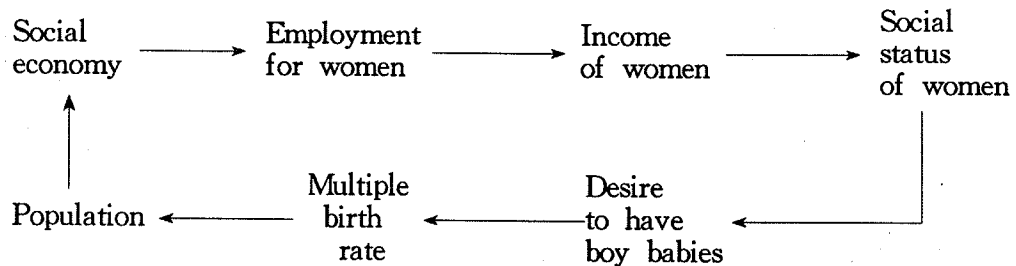 Social
economy
Employment
for women
Income
of women
Social
status
of women
Population
Multiple
birth
rate
Desire
to have
boy babies